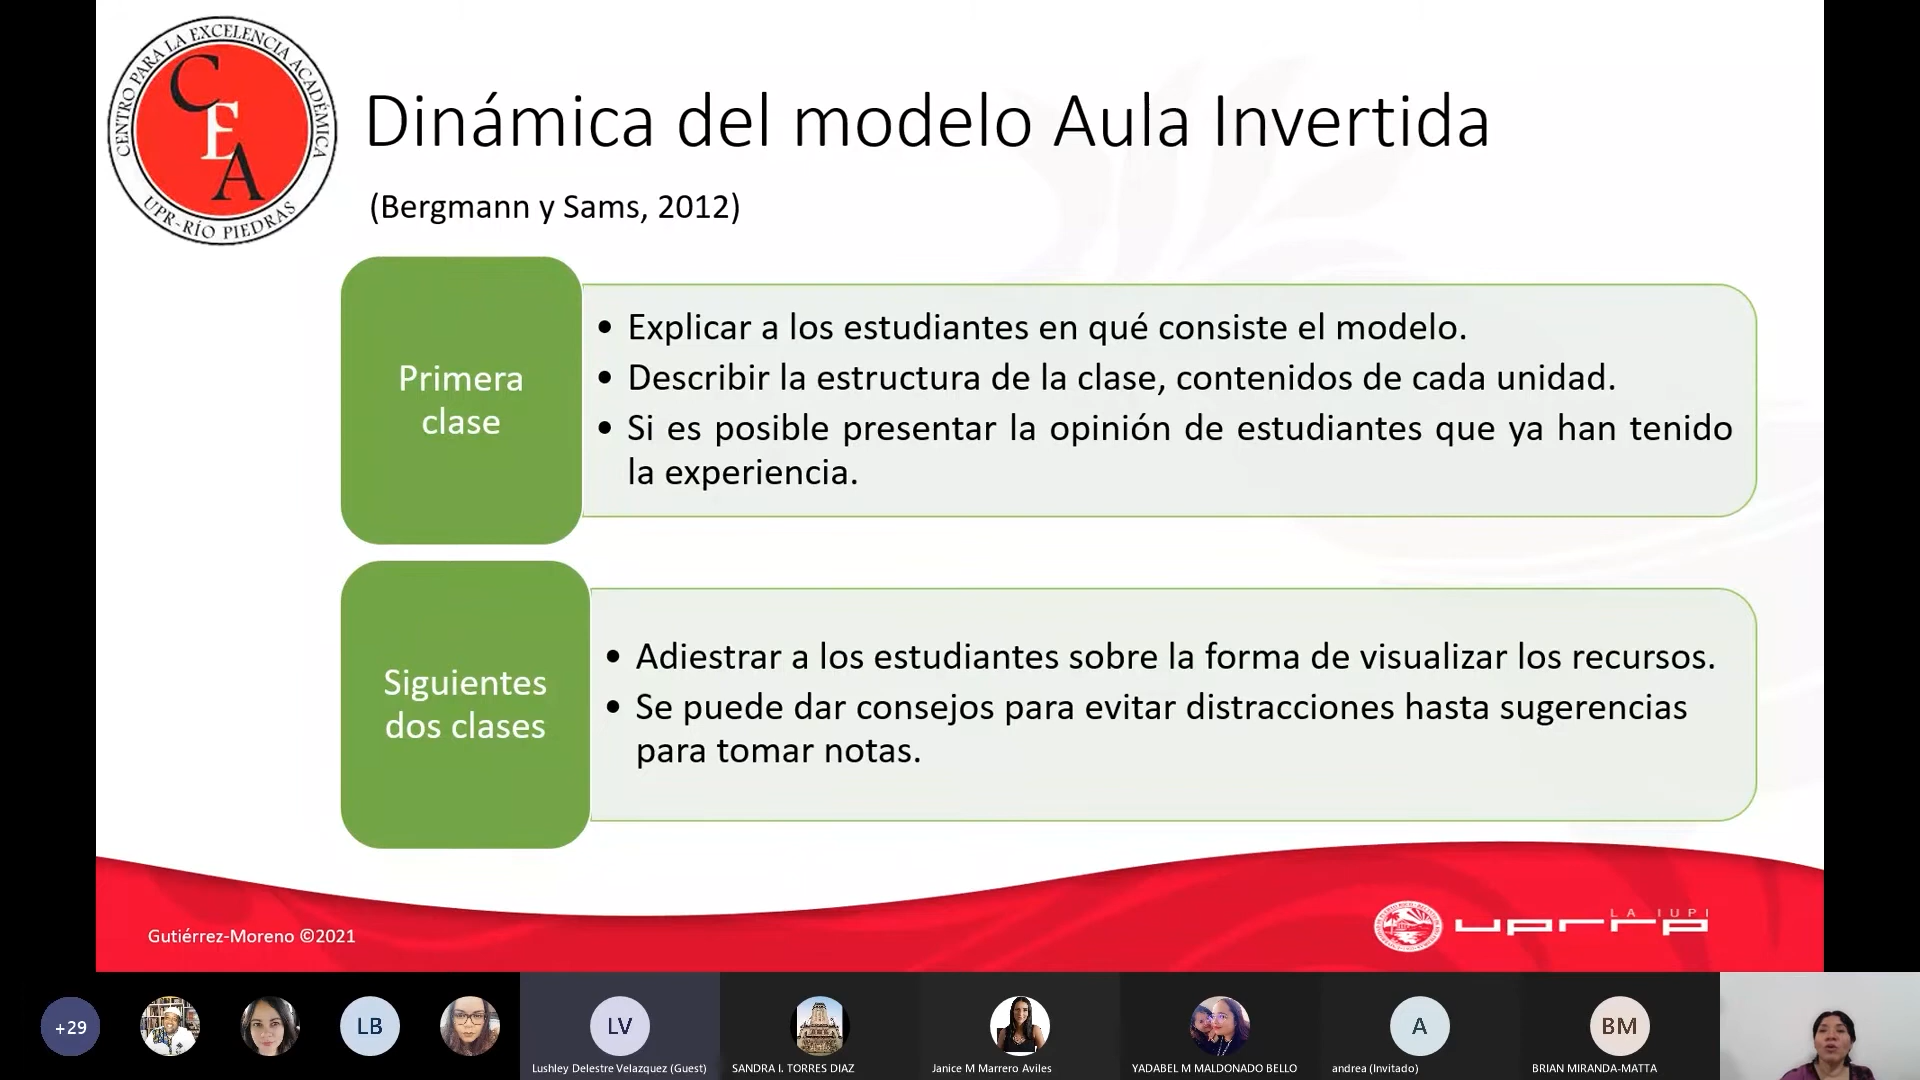 CENTRO PARA LA EXCELENCIA ACADÉMICA
CEA
UPR-RÍO PIEDRAS
Dinámica del modelo Aula Invertida
(Bergmann y Sams, 2012)
Primera
clase
• Explicar a los estudiantes en qué consiste el modelo.
• Describir la estructura de la clase, contenidos de cada unidad.
• Si es posible presentar la opinión de estudiantes que ya han tenido
la experiencia.
Siguientes
dos clases
• Adiestrar a los estudiantes sobre la forma de visualizar los recursos.
• Se puede dar consejos para evitar distracciones hasta sugerencias
para tomar notas.
Gutiérrez-Moreno ©2021
LA IUPI
uprrp
+29
LB
LV
A
BM
Lushley Delestre Velazquez (Guest)
SANDRA I. TORRES DIAZ
Janice M Marrero Aviles
YADABEL M MALDONADO BELLO
andrea (Invitado)
BRIAN MIRANDA-MATTA